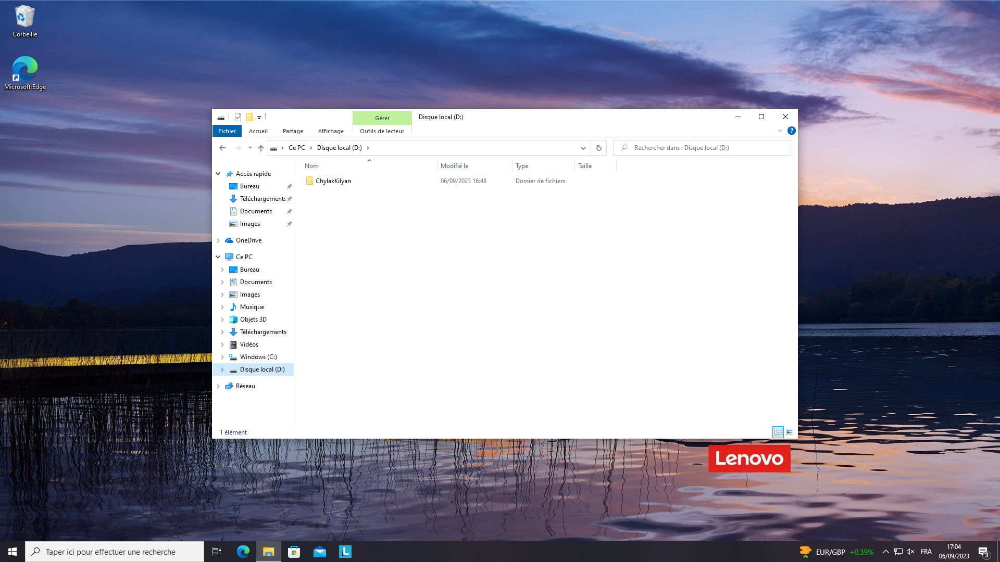 Corbeille
Microsoft Edge
Gérer
Disque local (D:)
Fichier
Accueil
Partage
Affichage
Outils de lecteur
Ce PC
Disque local (D:)
Rechercher dans : Disque local (D:)
Nom
Modifié le
Type
Taille
ChylakKilyan
06/09/2023 16:48
Dossier de fichiers
Accès rapide
Bureau
Téléchargements
Documents
Images
OneDrive
Ce PC
Bureau
Documents
Images
Musique
Objets 3D
Téléchargements
Vidéos
Windows (C:)
Disque local (D:)
Réseau
1 élément
Lenovo
Taper ici pour effectuer une recherche
L
EUR/GBP +0,39%
FRA
17:04
06/09/2023
3